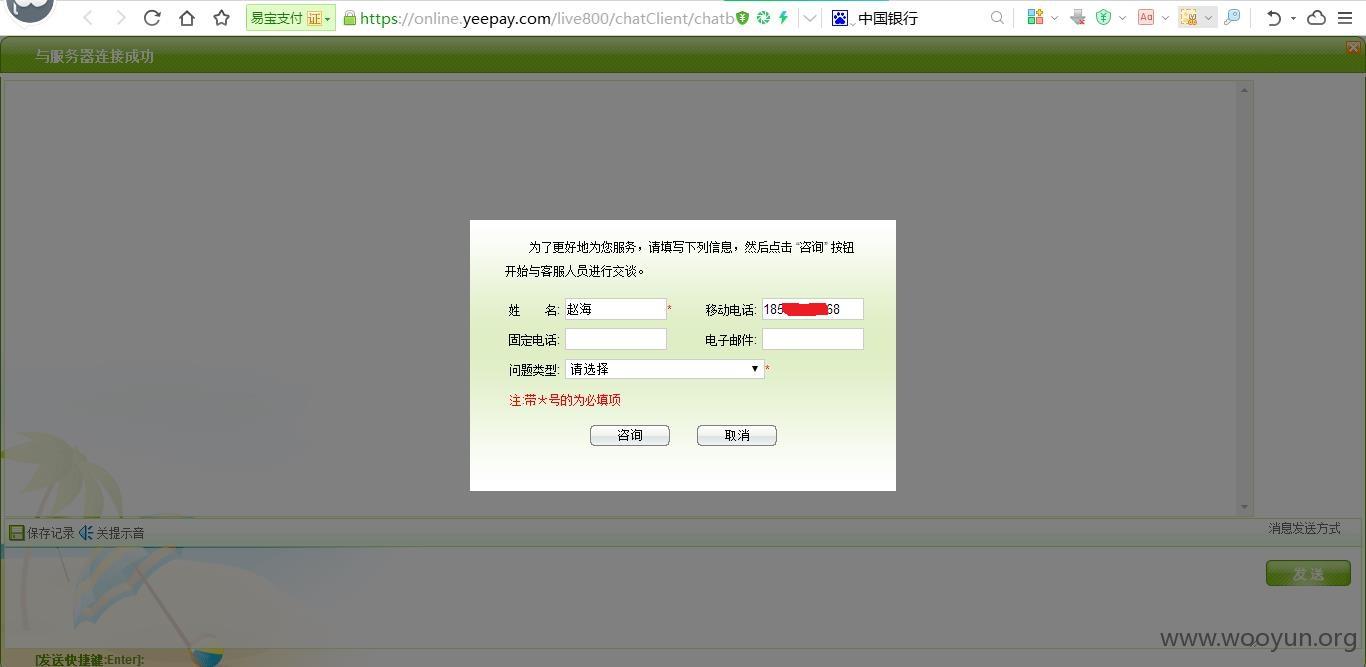 易宝支付 证 https://online.yeepay.com/live800/chatClient/chatb 中国银行
与服务器连接成功
为了更好地为您服务，请填写下列信息，然后点击 “咨询” 按钮
开始与客服人员进行交谈。
姓 名: 赵海 * 移动电话: 185 68
固定电话: 电子邮件:
问题类型: 请选择 *
注:带*号的为必填项
咨询 取消
保存记录 关提示音 消息发送方式
发 送
www.wooyun.org
[发送快捷键:Enter]: